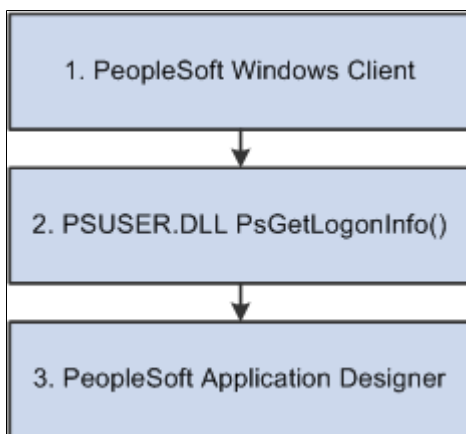 1. PeopleSoft Windows Client
2. PSUSER.DLL PsGetLogonInfo()
3. PeopleSoft Application Designer